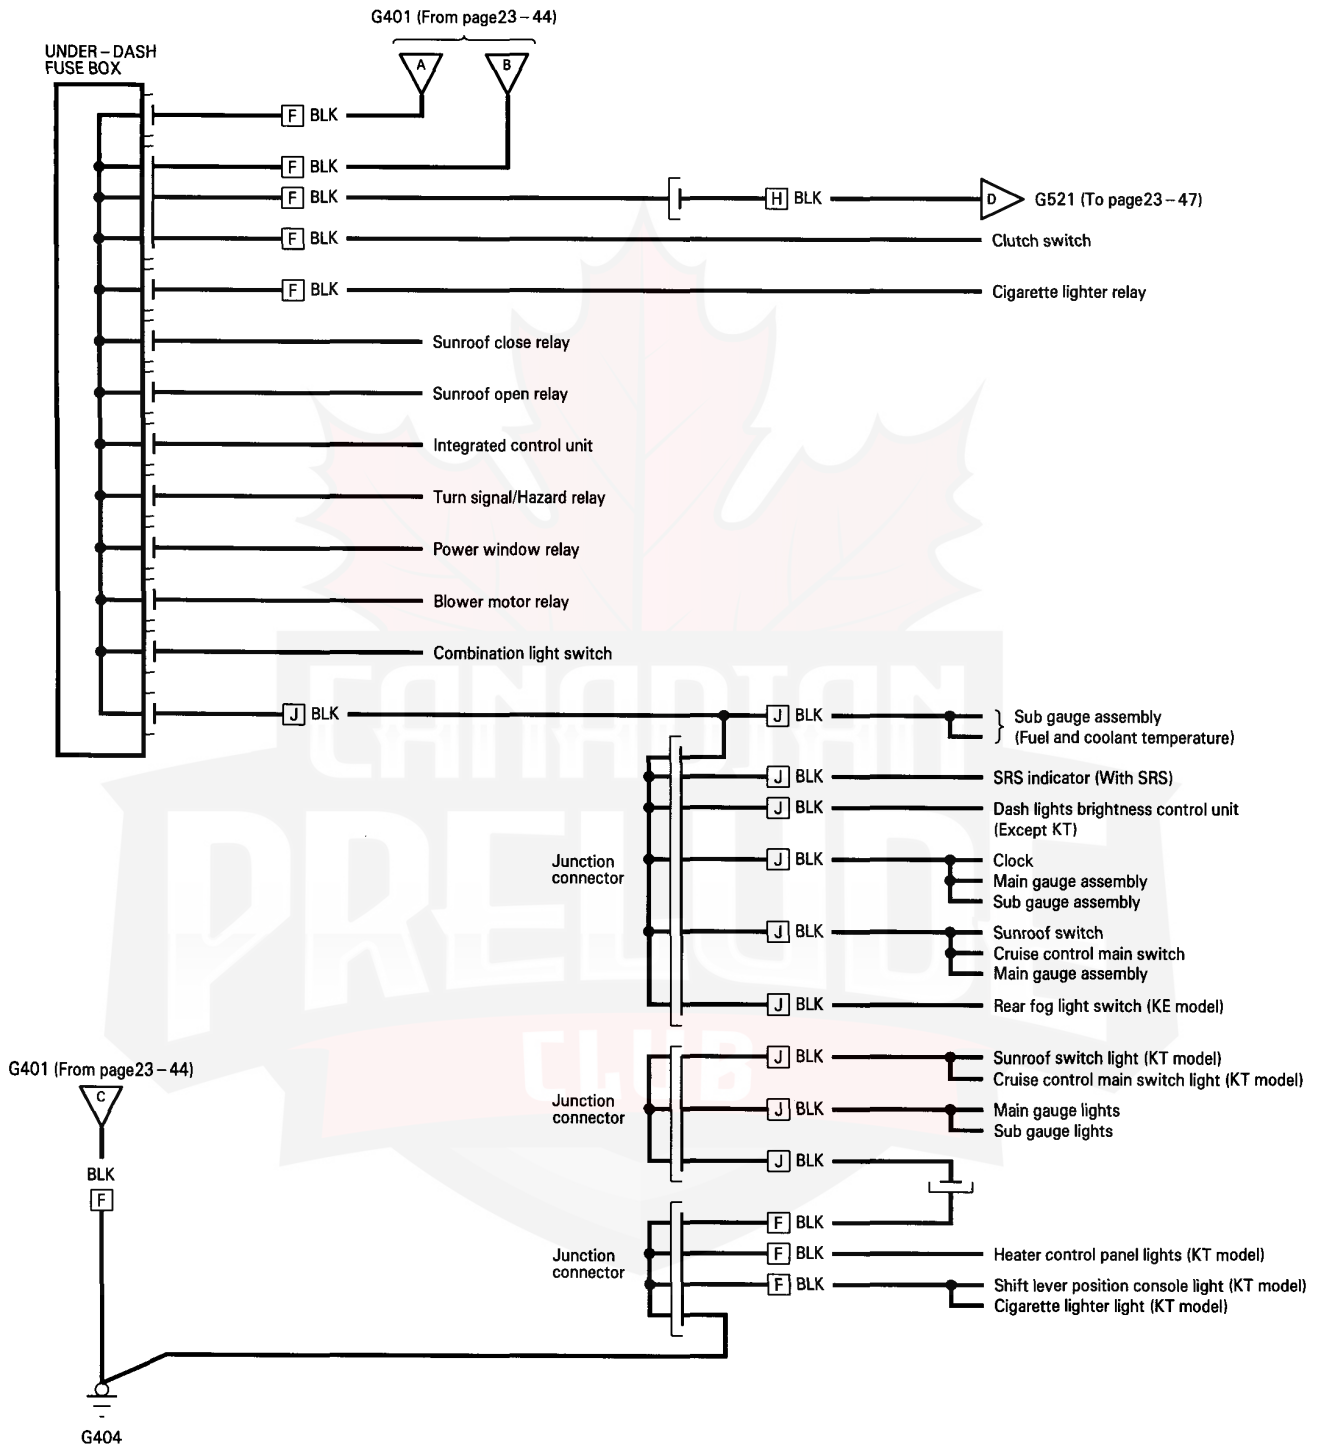 G401 (From page23-44)
UNDER-DASH
FUSE BOX
A
B
F BLK
F BLK
F BLK
H BLK
D
G521 (To page23-47)
F BLK
Clutch switch
F BLK
Cigarette lighter relay
Sunroof close relay
Sunroof open relay
Integrated control unit
Turn signal/Hazard relay
Power window relay
Blower motor relay
Combination light switch
CANADIAN
PRELUDE
CLUB
J BLK
J BLK
Sub gauge assembly
(Fuel and coolant temperature)
J BLK
SRS indicator (With SRS)
J BLK
Dash lights brightness control unit
(Except KT)
Junction
connector
J BLK
Clock
Main gauge assembly
Sub gauge assembly
J BLK
Sunroof switch
Cruise control main switch
Main gauge assembly
J BLK
Rear fog light switch (KE model)
G401 (From page23-44)
C
BLK
F
Junction
connector
J BLK
Sunroof switch light (KT model)
Cruise control main switch light (KT model)
J BLK
Main gauge lights
Sub gauge lights
J BLK
Junction
connector
F BLK
F BLK
Heater control panel lights (KT model)
F BLK
Shift lever position console light (KT model)
Cigarette lighter light (KT model)
G404